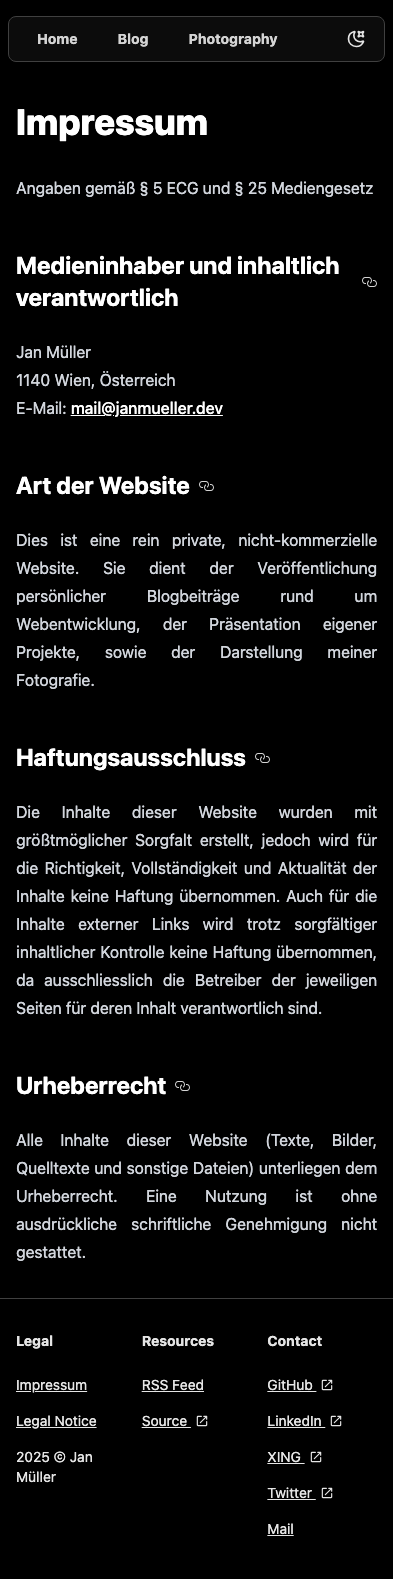 Home Blog Photography
Impressum
Angaben gemäß § 5 ECG und § 25 Mediengesetz
Medieninhaber und inhaltlich
verantwortlich
Jan Müller
1140 Wien, Österreich
E-Mail: mail@janmueller.dev
Art der Website
Dies ist eine rein private, nicht-kommerzielle
Website. Sie dient der Veröffentlichung
persönlicher Blogbeiträge rund um
Webentwicklung, der Präsentation eigener
Projekte, sowie der Darstellung meiner
Fotografie.
Haftungsausschluss
Die Inhalte dieser Website wurden mit
größtmöglicher Sorgfalt erstellt, jedoch wird für
die Richtigkeit, Vollständigkeit und Aktualität der
Inhalte keine Haftung übernommen. Auch für die
Inhalte externer Links wird trotz sorgfältiger
inhaltlicher Kontrolle keine Haftung übernommen,
da ausschliesslich die Betreiber der jeweiligen
Seiten für deren Inhalt verantwortlich sind.
Urheberrecht
Alle Inhalte dieser Website (Texte, Bilder,
Quelltexte und sonstige Dateien) unterliegen dem
Urheberrecht. Eine Nutzung ist ohne
ausdrückliche schriftliche Genehmigung nicht
gestattet.
Legal
Impressum
Legal Notice
2025 © Jan
Müller
Resources
RSS Feed
Source
Contact
GitHub
LinkedIn
XING
Twitter
Mail